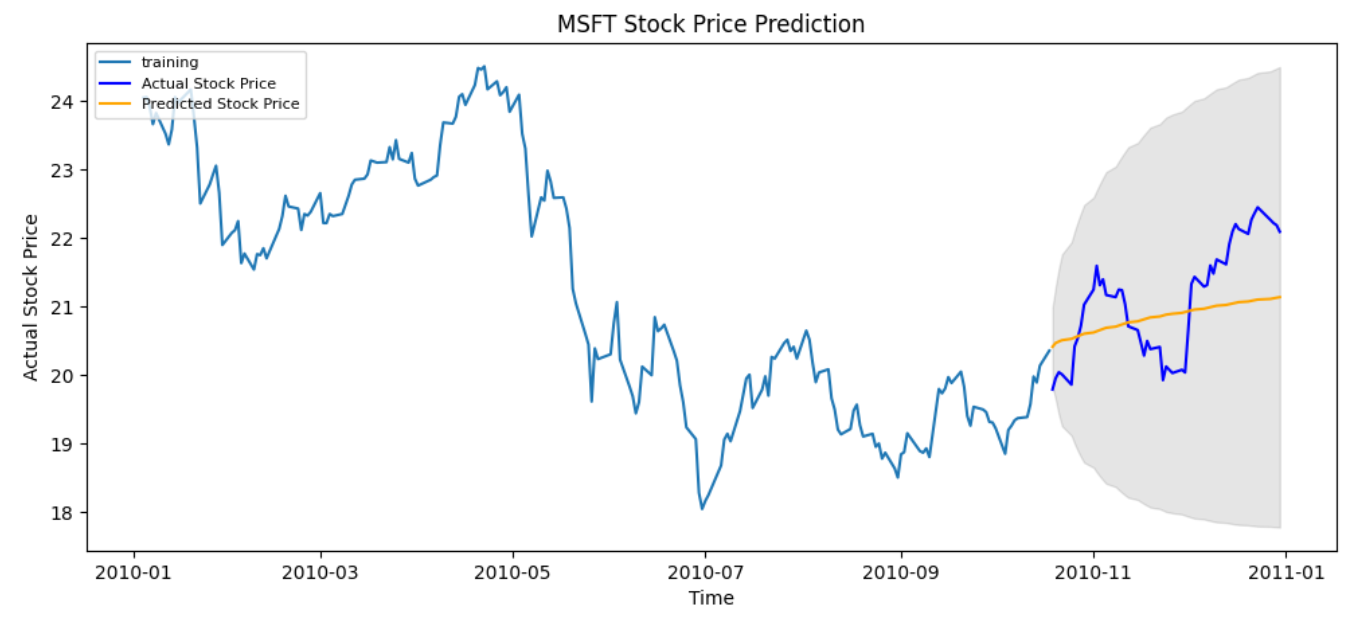 MSFT Stock Price Prediction
training
Actual Stock Price
Predicted Stock Price
24
23
22
21
20
19
18
Actual Stock Price
2010-01
2010-03
2010-05
2010-07
2010-09
2010-11
2011-01
Time